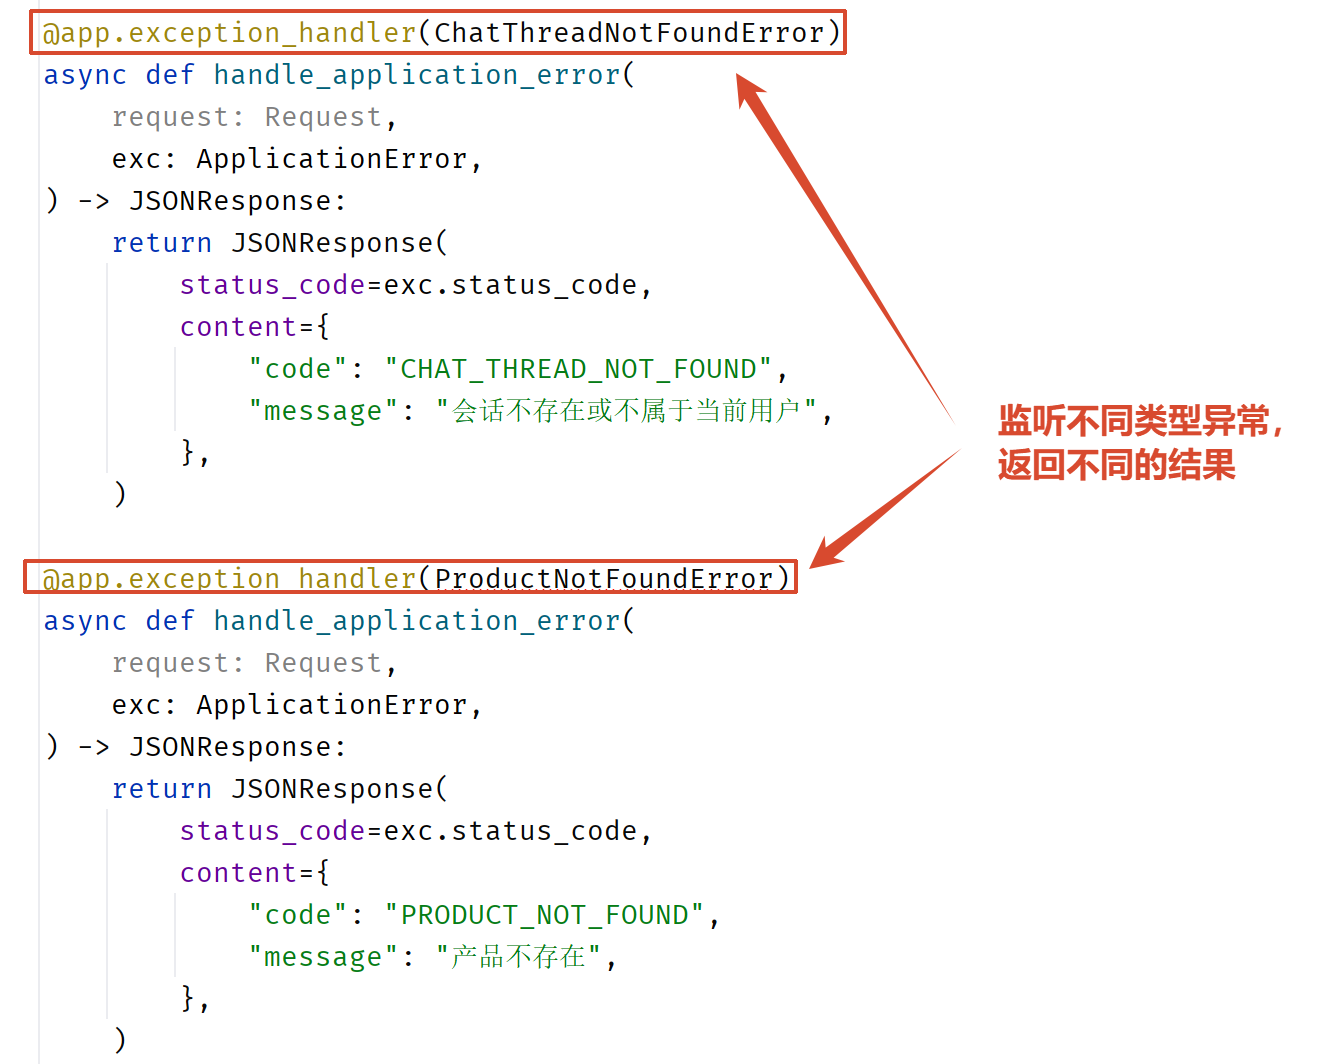 @app.exception_handler(ChatThreadNotFoundError)
async def handle_application_error(
    request: Request,
    exc: ApplicationError,
) -> JSONResponse:
    return JSONResponse(
        status_code=exc.status_code,
        content={
            "code": "CHAT_THREAD_NOT_FOUND",
            "message": "会话不存在或不属于当前用户",
        },
    )
监听不同类型异常，
返回不同的结果
@app.exception_handler(ProductNotFoundError)
async def handle_application_error(
    request: Request,
    exc: ApplicationError,
) -> JSONResponse:
    return JSONResponse(
        status_code=exc.status_code,
        content={
            "code": "PRODUCT_NOT_FOUND",
            "message": "产品不存在",
        },
    )